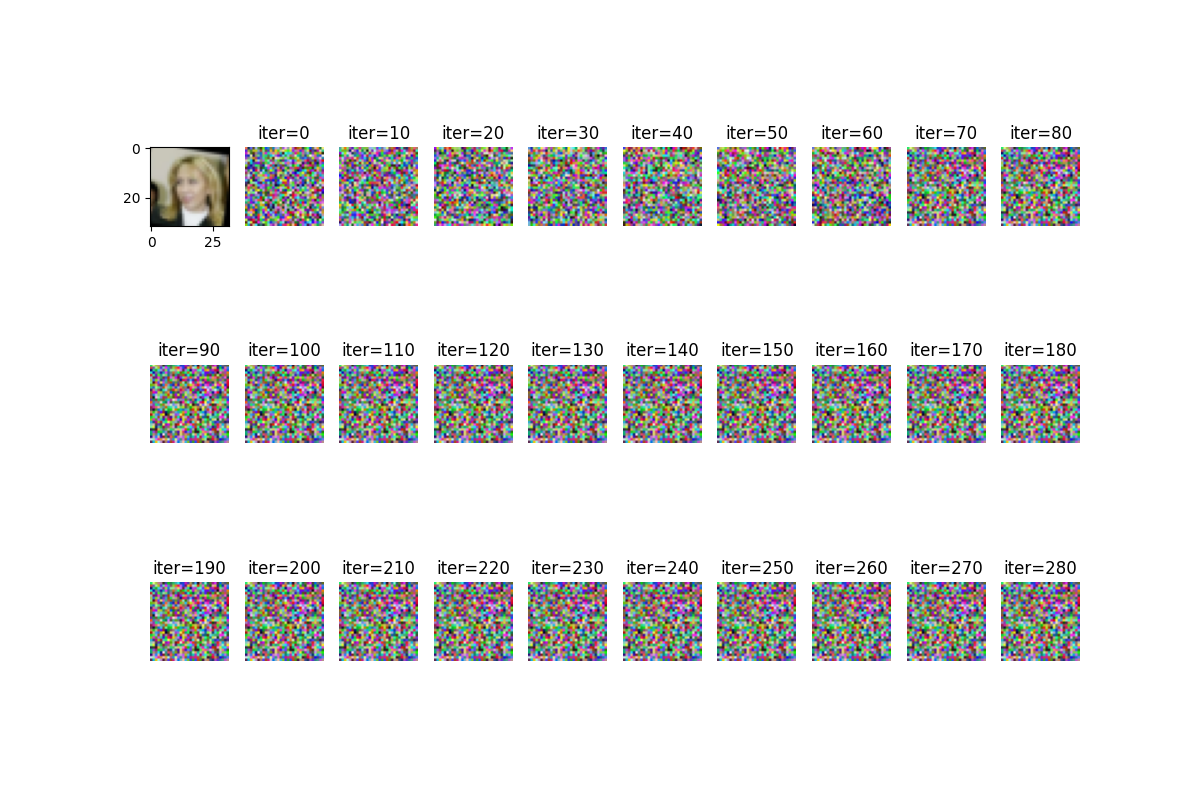 iter=0 iter=10 iter=20 iter=30 iter=40 iter=50 iter=60 iter=70 iter=80
0
20
0 25
iter=90 iter=100 iter=110 iter=120 iter=130 iter=140 iter=150 iter=160 iter=170 iter=180
iter=190 iter=200 iter=210 iter=220 iter=230 iter=240 iter=250 iter=260 iter=270 iter=280